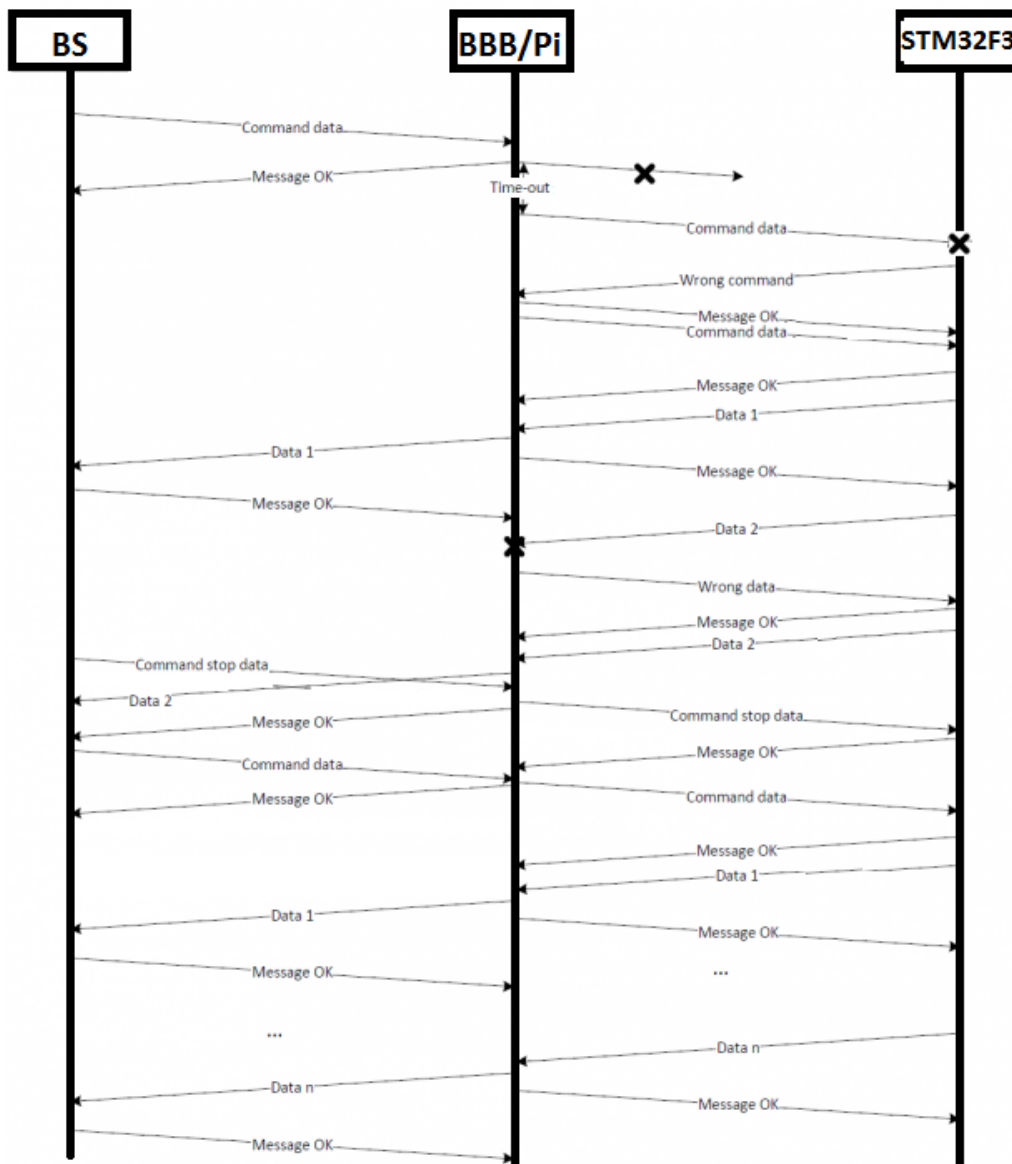 BS
BBB/Pi
STM32F3
Command data
Message OK
Time-out
Command data
Wrong command
Message OK
Command data
Message OK
Data 1
Data 1
Message OK
Message OK
Data 2
Wrong data
Message OK
Data 2
Command stop data
Data 2
Command stop data
Message OK
Message OK
Command data
Command data
Message OK
Message OK
Data 1
Data 1
Message OK
Message OK
...
...
Data n
Data n
Message OK
Message OK